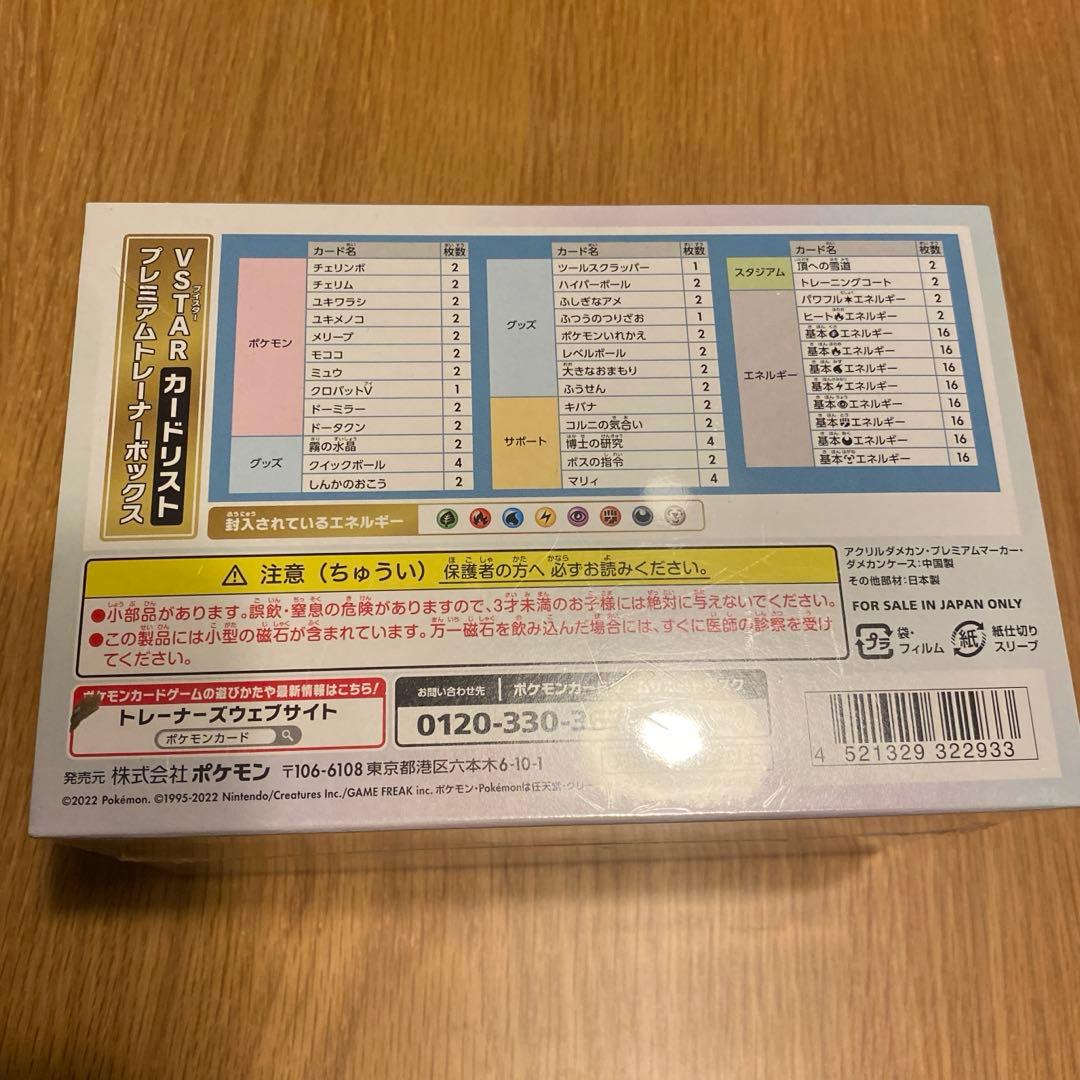 VSTAR カードリスト
ブイスター
プレミアムトレーナーボックス
カード名 枚数
ポケモン
チェリンボ 2
チェリム 2
ユキワラシ 2
ユキメノコ 2
メリープ 2
モココ 2
ミュウ 2
クロバットV 1
ドーミラー 2
ドータクン 2
グッズ
霧の水晶 2
クイックボール 4
しんかのおこう 2
カード名 枚数
グッズ
ツールスクラッパー 1
ハイパーボール 2
ふしぎなアメ 2
ふつうのつりざお 1
ポケモンいれかえ 2
レベルボール 2
大きなおまもり 2
ふうせん 2
サポート
キバナ 2
コルニの気合い 2
博士の研究 4
ボスの指令 2
マリィ 4
カード名 枚数
スタジアム
頂への雪道 2
トレーニングコート 2
エネルギー
パワフル エネルギー 2
ヒート エネルギー 2
基本 エネルギー 16
基本 エネルギー 16
基本 エネルギー 16
基本 エネルギー 16
基本 エネルギー 16
基本 エネルギー 16
基本 エネルギー 16
基本 エネルギー 16
封入されているエネルギー
注意（ちゅうい） 保護者の方へ 必ずお読みください。
●小部品があります。誤飲・窒息の危険がありますので、3才未満のお子様には絶対に与えないでください。
●この製品には小型の磁石が含まれています。万一磁石を飲み込んだ場合には、すぐに医師の診察を受け
てください。
アクリルダメカン・プレミアムマーカー・
ダメカンケース：中国製
その他部材：日本製
FOR SALE IN JAPAN ONLY
プラ 袋・
フィルム
紙 紙仕切り
スリーブ
ポケモンカードゲームの遊びかたや最新情報はこちら!
トレーナーズウェブサイト
ポケモンカード
お問い合わせ先 ポケモンカー
0120-330-3
4 521329 322933
発売元 株式会社 ポケモン 〒106-6108 東京都港区六本木6-10-1
©2022 Pokémon. ©1995-2022 Nintendo/Creatures Inc./GAME FREAK inc. ポケモン・Pokémonは任天堂・クリー